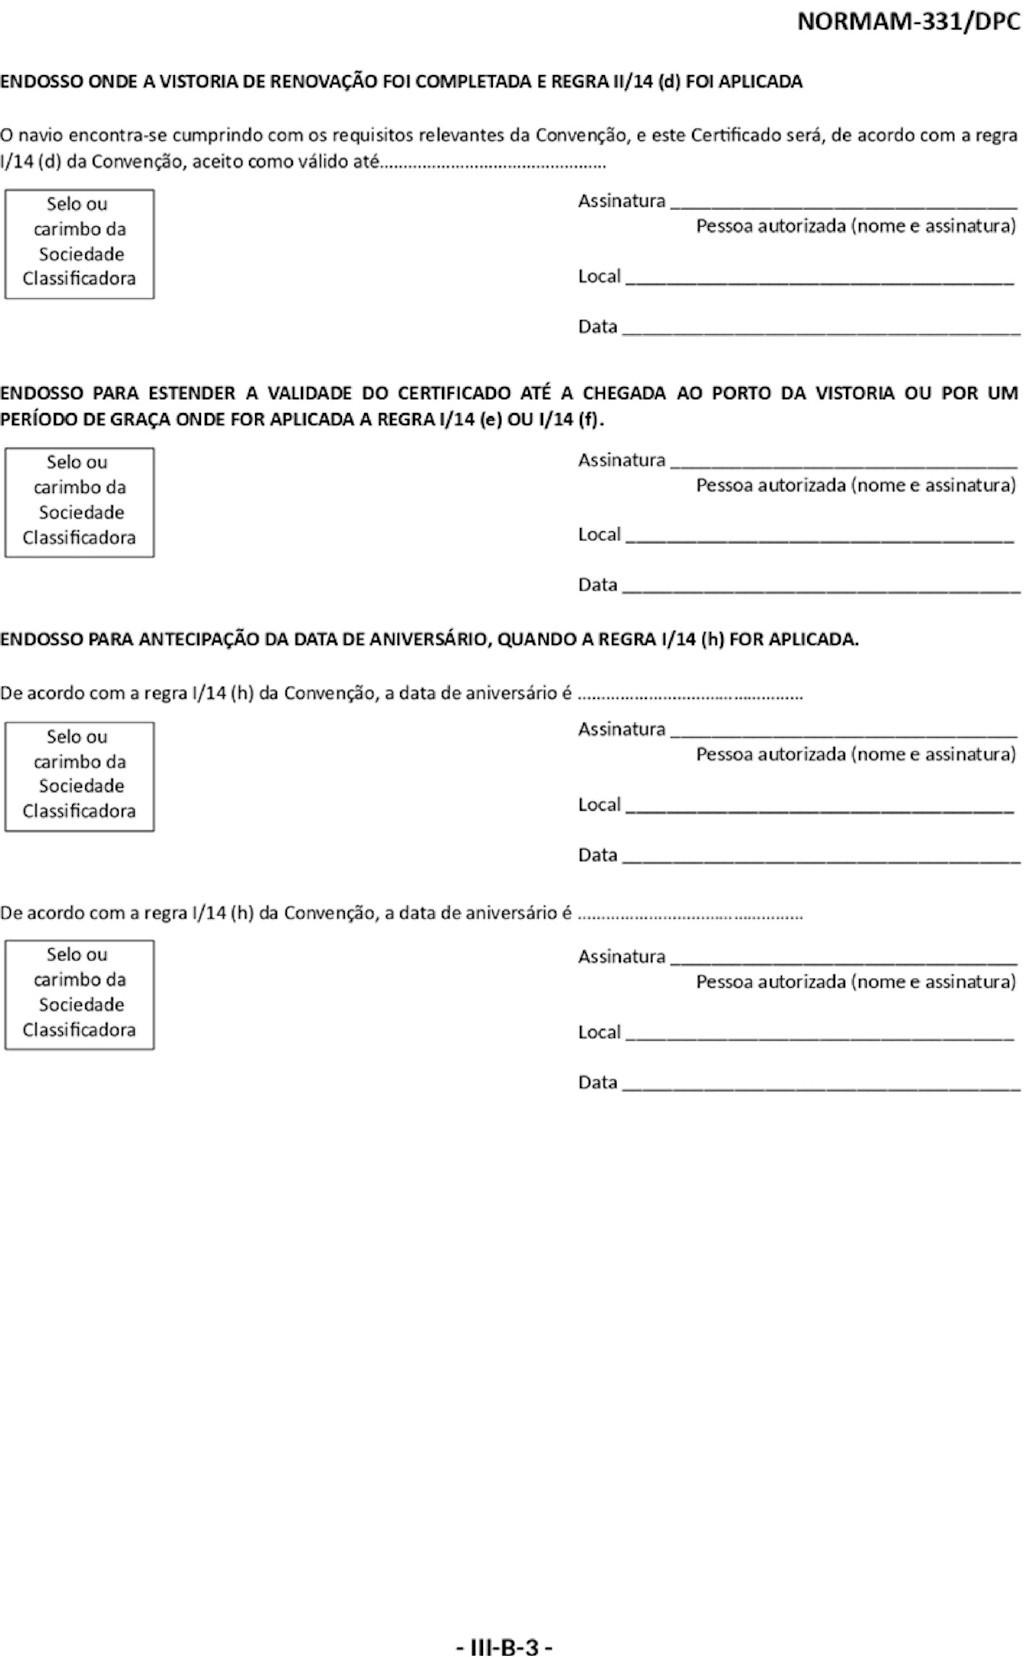 NORMAM-331/DPC
ENDOSSO ONDE A VISTORIA DE RENOVAÇÃO FOI COMPLETADA E REGRA II/14 (d) FOI APLICADA
O navio encontra-se cumprindo com os requisitos relevantes da Convenção, e este Certificado será, de acordo com a regra
I/14 (d) da Convenção, aceito como válido até................................................
Selo ou
carimbo da
Sociedade
Classificadora
Assinatura ___________________________________
Pessoa autorizada (nome e assinatura)
Local _______________________________________
Data ________________________________________
ENDOSSO PARA ESTENDER A VALIDADE DO CERTIFICADO ATÉ A CHEGADA AO PORTO DA VISTORIA OU POR UM
PERÍODO DE GRAÇA ONDE FOR APLICADA A REGRA I/14 (e) OU I/14 (f).
Selo ou
carimbo da
Sociedade
Classificadora
Assinatura ___________________________________
Pessoa autorizada (nome e assinatura)
Local _______________________________________
Data ________________________________________
ENDOSSO PARA ANTECIPAÇÃO DA DATA DE ANIVERSÁRIO, QUANDO A REGRA I/14 (h) FOR APLICADA.
De acordo com a regra I/14 (h) da Convenção, a data de aniversário é ................................................
Selo ou
carimbo da
Sociedade
Classificadora
Assinatura ___________________________________
Pessoa autorizada (nome e assinatura)
Local _______________________________________
Data ________________________________________
De acordo com a regra I/14 (h) da Convenção, a data de aniversário é ................................................
Selo ou
carimbo da
Sociedade
Classificadora
Assinatura ___________________________________
Pessoa autorizada (nome e assinatura)
Local _______________________________________
Data ________________________________________
- III-B-3 -